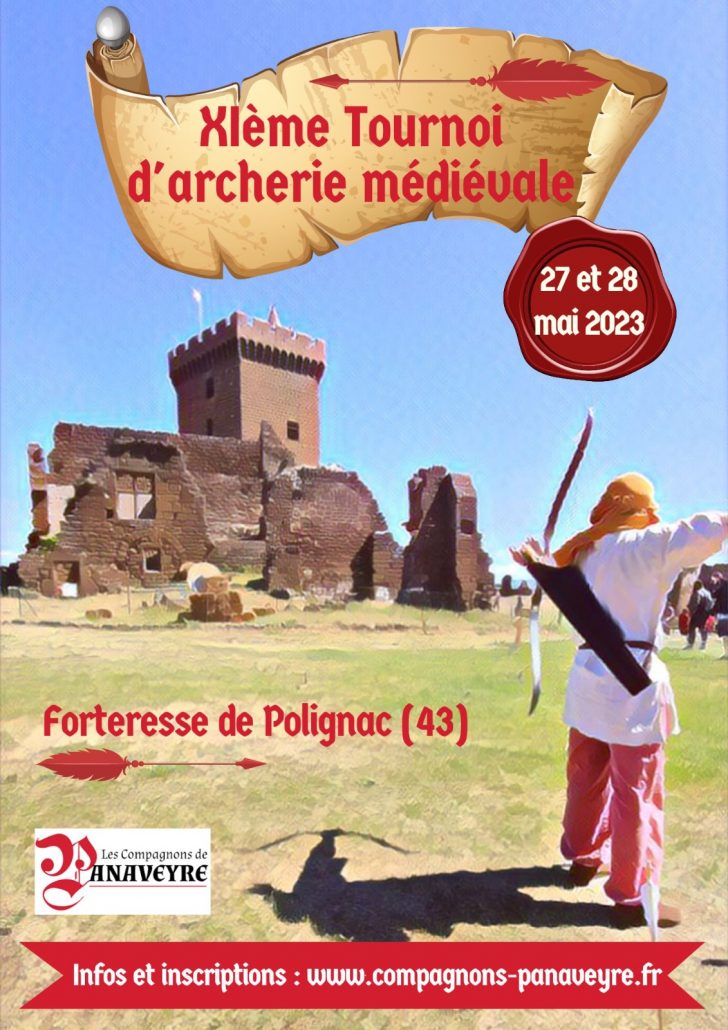 XIème Tournoi
d'archerie médiévale
27 et 28
mai 2023
Forteresse de Polignac (43)
Les Compagnons de
PANAVEYRE
Infos et inscriptions : www.compagnons-panaveyre.fr